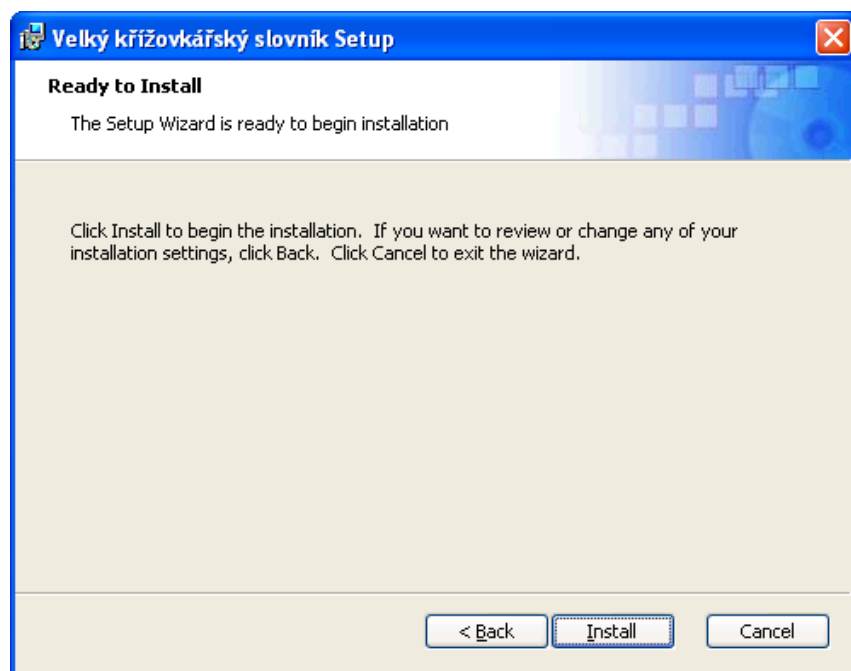 Velký křížovkářský slovník Setup
Ready to Install
The Setup Wizard is ready to begin installation
Click Install to begin the installation. If you want to review or change any of your
installation settings, click Back. Click Cancel to exit the wizard.
< Back Install Cancel